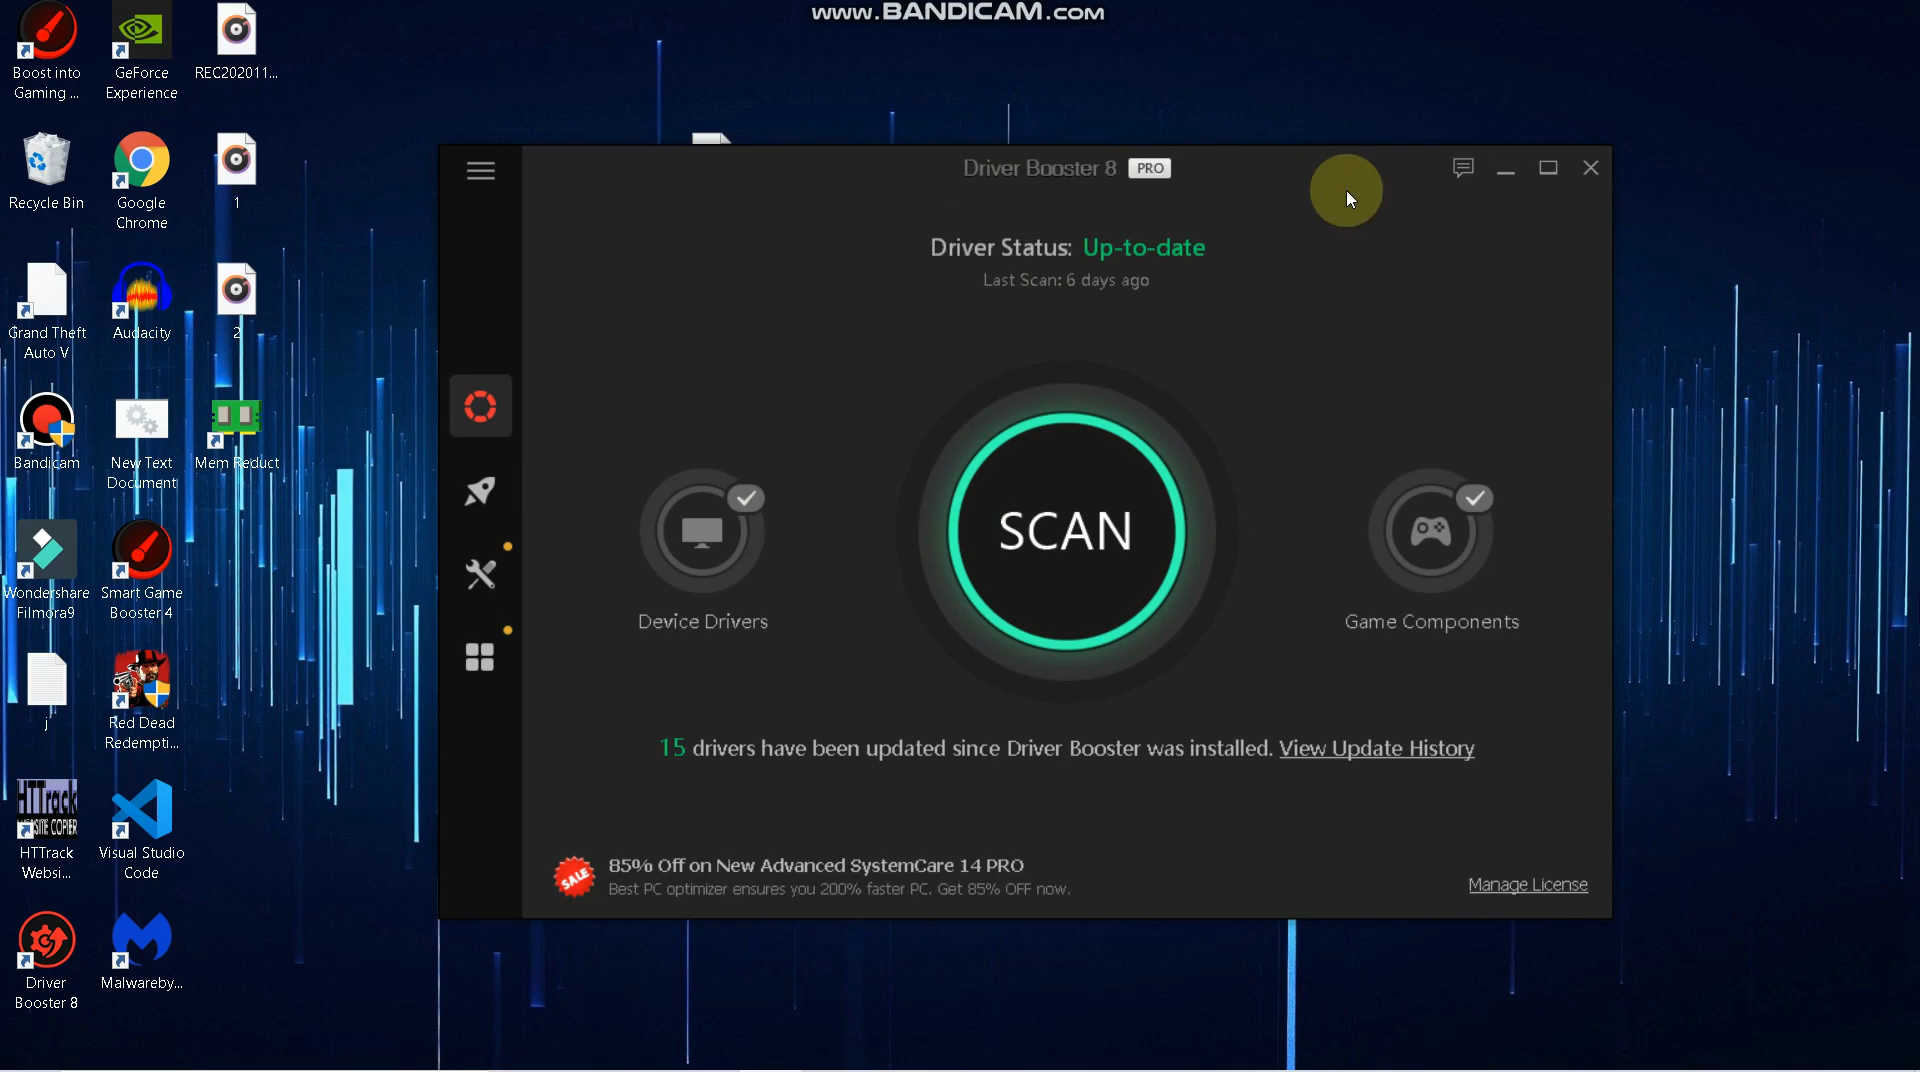 www.BANDICAM.com
Boost into
Gaming ...
GeForce
Experience
REC202011...
Recycle Bin
Google
Chrome
1
Grand Theft
Auto V
Audacity
2
Bandicam
New Text
Document
Mem Reduct
Wondershare
Filmora9
Smart Game
Booster 4
j
Red Dead
Redempti...
HTTrack
WEBSITE COPIER
HTTrack
Websi...
Visual Studio
Code
Driver
Booster 8
Malwareby...
Driver Booster 8 PRO
Driver Status: Up-to-date
Last Scan: 6 days ago
SCAN
Device Drivers
Game Components
15 drivers have been updated since Driver Booster was installed. View Update History
SALE
85% Off on New Advanced SystemCare 14 PRO
Best PC optimizer ensures you 200% faster PC. Get 85% OFF now.
Manage License